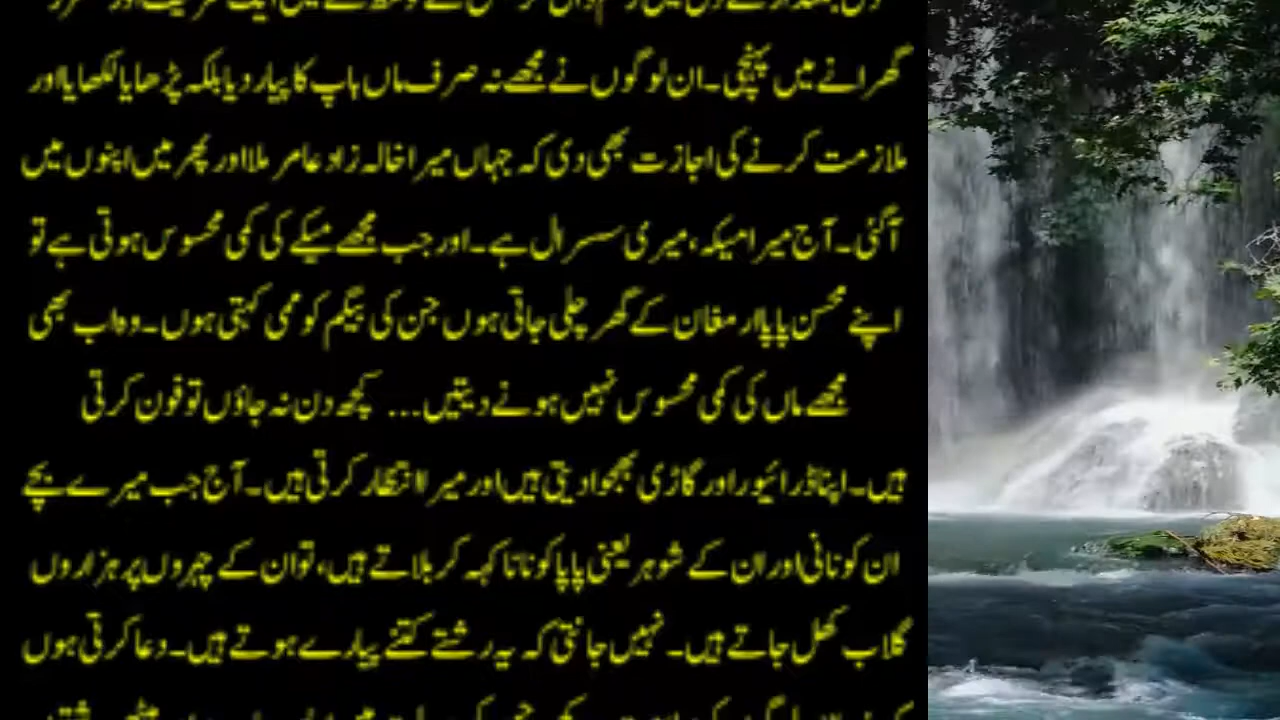 گھرانے میں پہنچی۔ ان لوگوں نے مجھے نہ صرف ماں باپ کا پیار دیا بلکہ پڑھایا لکھایا اور
ملازمت کرنے کی اجازت بھی دی کہ جہاں میرا خالہ زاد عامر ملا اور پھر میں اپنوں میں
آگئی۔ آج میرا میکہ، میری سسرال ہے۔ اور جب مجھے میکے کی کمی محسوس ہوتی ہے تو
اپنے محسن پاپا ارمغان کے گھر چلی جاتی ہوں جن کی بیگم کو ممی کہتی ہوں۔ وہ اب بھی
مجھے ماں کی کمی محسوس نہیں ہونے دیتیں... کچھ دن نہ جاؤں تو فون کرتی
ہیں۔ اپنا ڈرائیور اور گاڑی بھجوا دیتی ہیں اور میرا انتظار کرتی ہیں۔ آج جب میرے بچے
ان کو نانی اور ان کے شوہر یعنی پاپا کو نانا کہہ کر بلاتے ہیں، تو ان کے چہروں پر ہزاروں
گلاب کھل جاتے ہیں۔ نہیں جانتی کہ یہ رشتے کتنے پیارے ہوتے ہیں۔ دعا کرتی ہوں